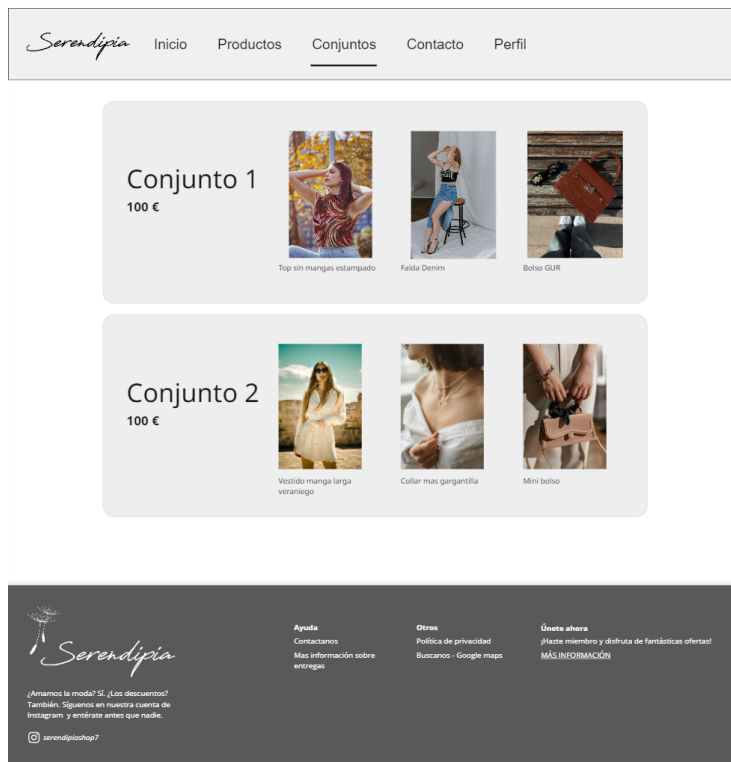 Serendipia Inicio Productos Conjuntos Contacto Perfil
Conjunto 1
100 €
Top sin mangas estampado
Falda Denim
Bolso GUR
Conjunto 2
100 €
Vestido manga larga
veraniego
Collar mas gargantilla
Mini bolso
Serendipia
¿Amamos la moda? Sí. ¿Los descuentos?
También. Síguenos en nuestra cuenta de
Instagram y entérate antes que nadie.
serendipiashop7
Ayuda
Contactanos
Mas información sobre
entregas
Otros
Política de privacidad
Buscanos - Google maps
Únete ahora
¡Hazte miembro y disfruta de fantásticas ofertas!
MÁS INFORMACIÓN